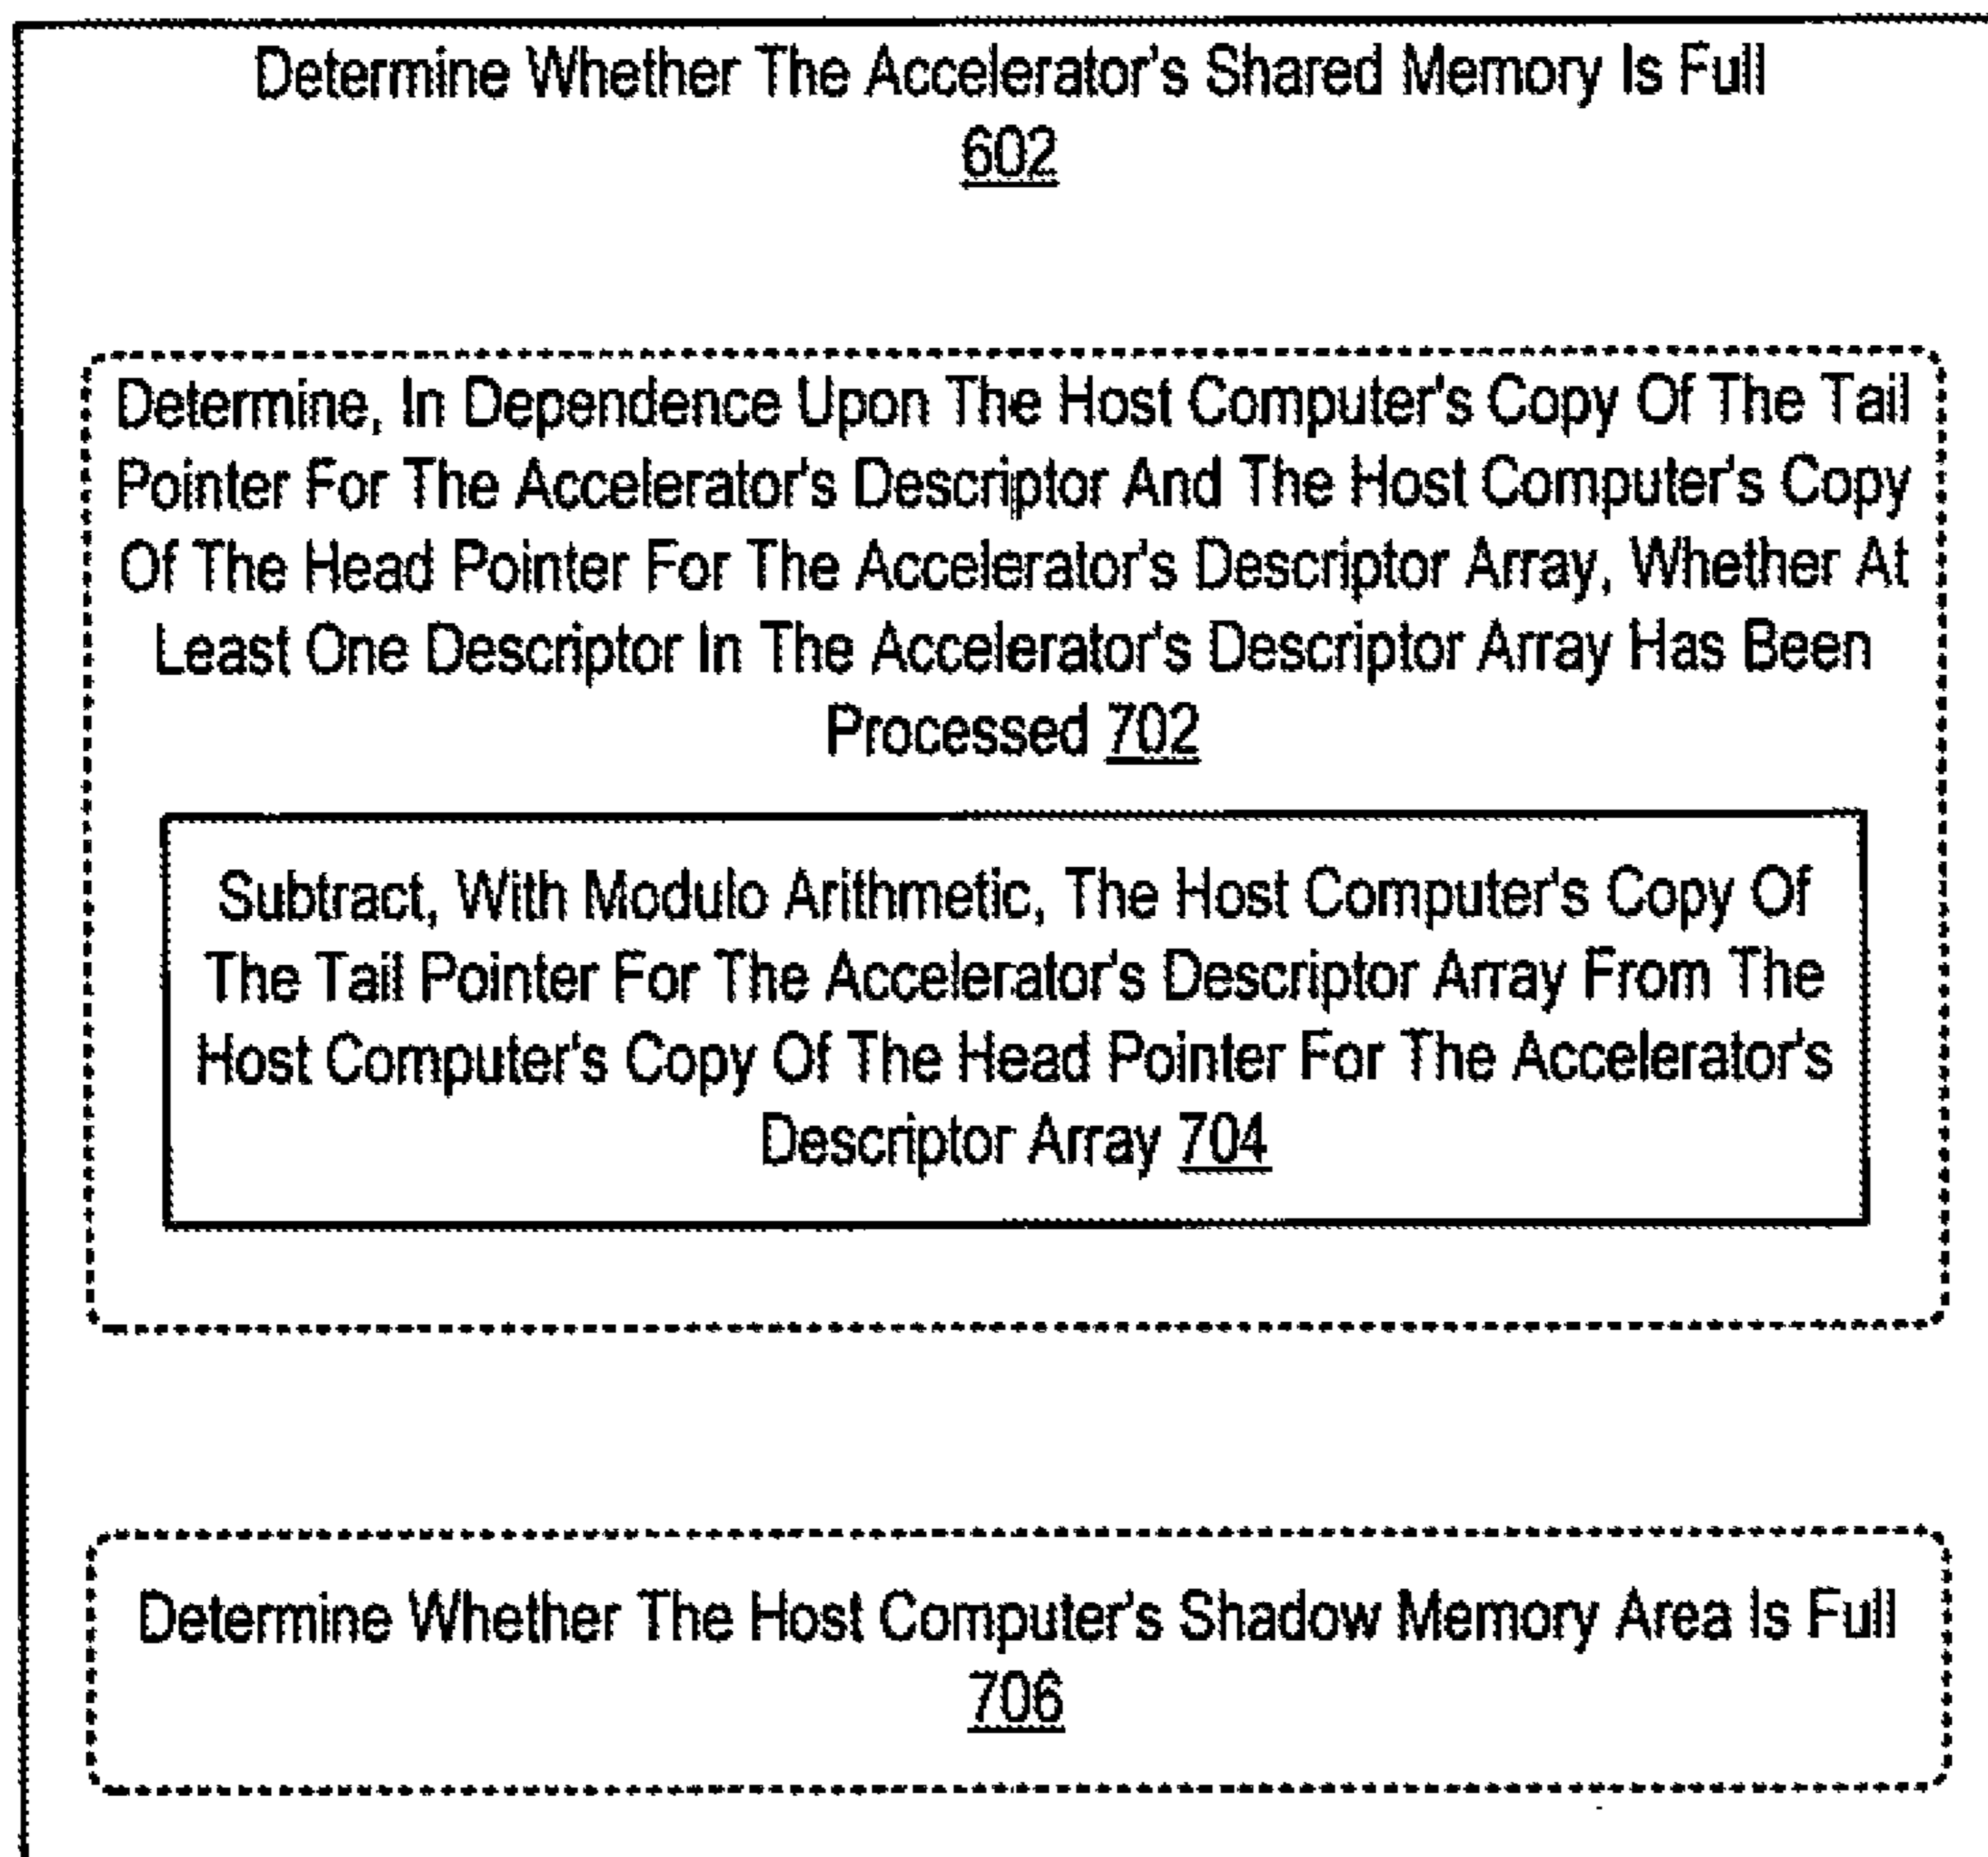 Determine Whether The Accelerator's Shared Memory Is Full
602
Determine, In Dependence Upon The Host Computer's Copy Of The Tail
Pointer For The Accelerator's Descriptor And The Host Computer's Copy
Of The Head Pointer For The Accelerator's Descriptor Array, Whether At
Least One Descriptor In The Accelerator's Descriptor Array Has Been
Processed 702
Subtract, With Modulo Arithmetic, The Host Computer's Copy Of
The Tail Pointer For The Accelerator's Descriptor Array From The
Host Computer's Copy Of The Head Pointer For The Accelerator's
Descriptor Array 704
Determine Whether The Host Computer's Shadow Memory Area Is Full
706